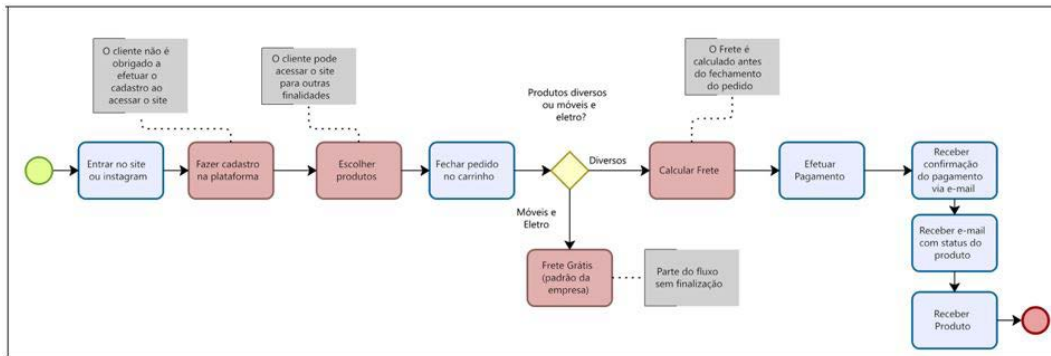 O cliente não é
obrigado a
efetuar o
cadastro ao
acessar o site
O cliente pode
acessar o site
para outras
finalidades
Produtos diversos
ou móveis e
eletro?
O Frete é
calculado antes
do fechamento
do pedido
Entrar no site
ou instagram
Fazer cadastro
na plataforma
Escolher
produtos
Fechar pedido
no carrinho
Diversos
Calcular Frete
Efetuar
Pagamento
Receber
confirmação
do pagamento
via e-mail
Móveis e
Eletro
Frete Grátis
(padrão da
empresa)
Parte do fluxo
sem finalização
Receber e-mail
com status do
produto
Receber
Produto